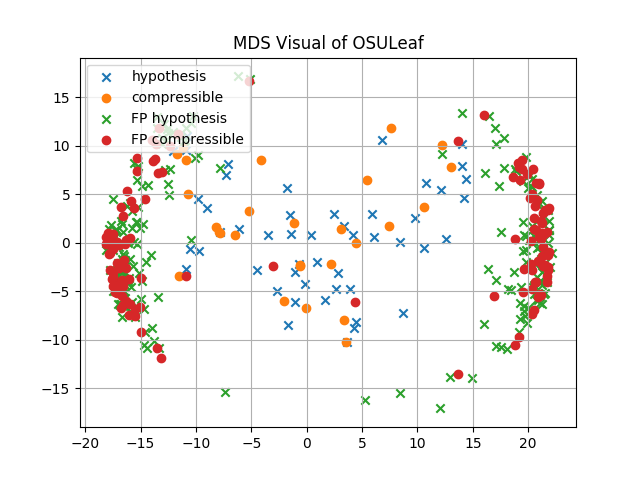 MDS Visual of OSULeaf
hypothesis
compressible
FP hypothesis
FP compressible
15
10
5
0
−5
−10
−15
−20 −15 −10 −5 0 5 10 15 20